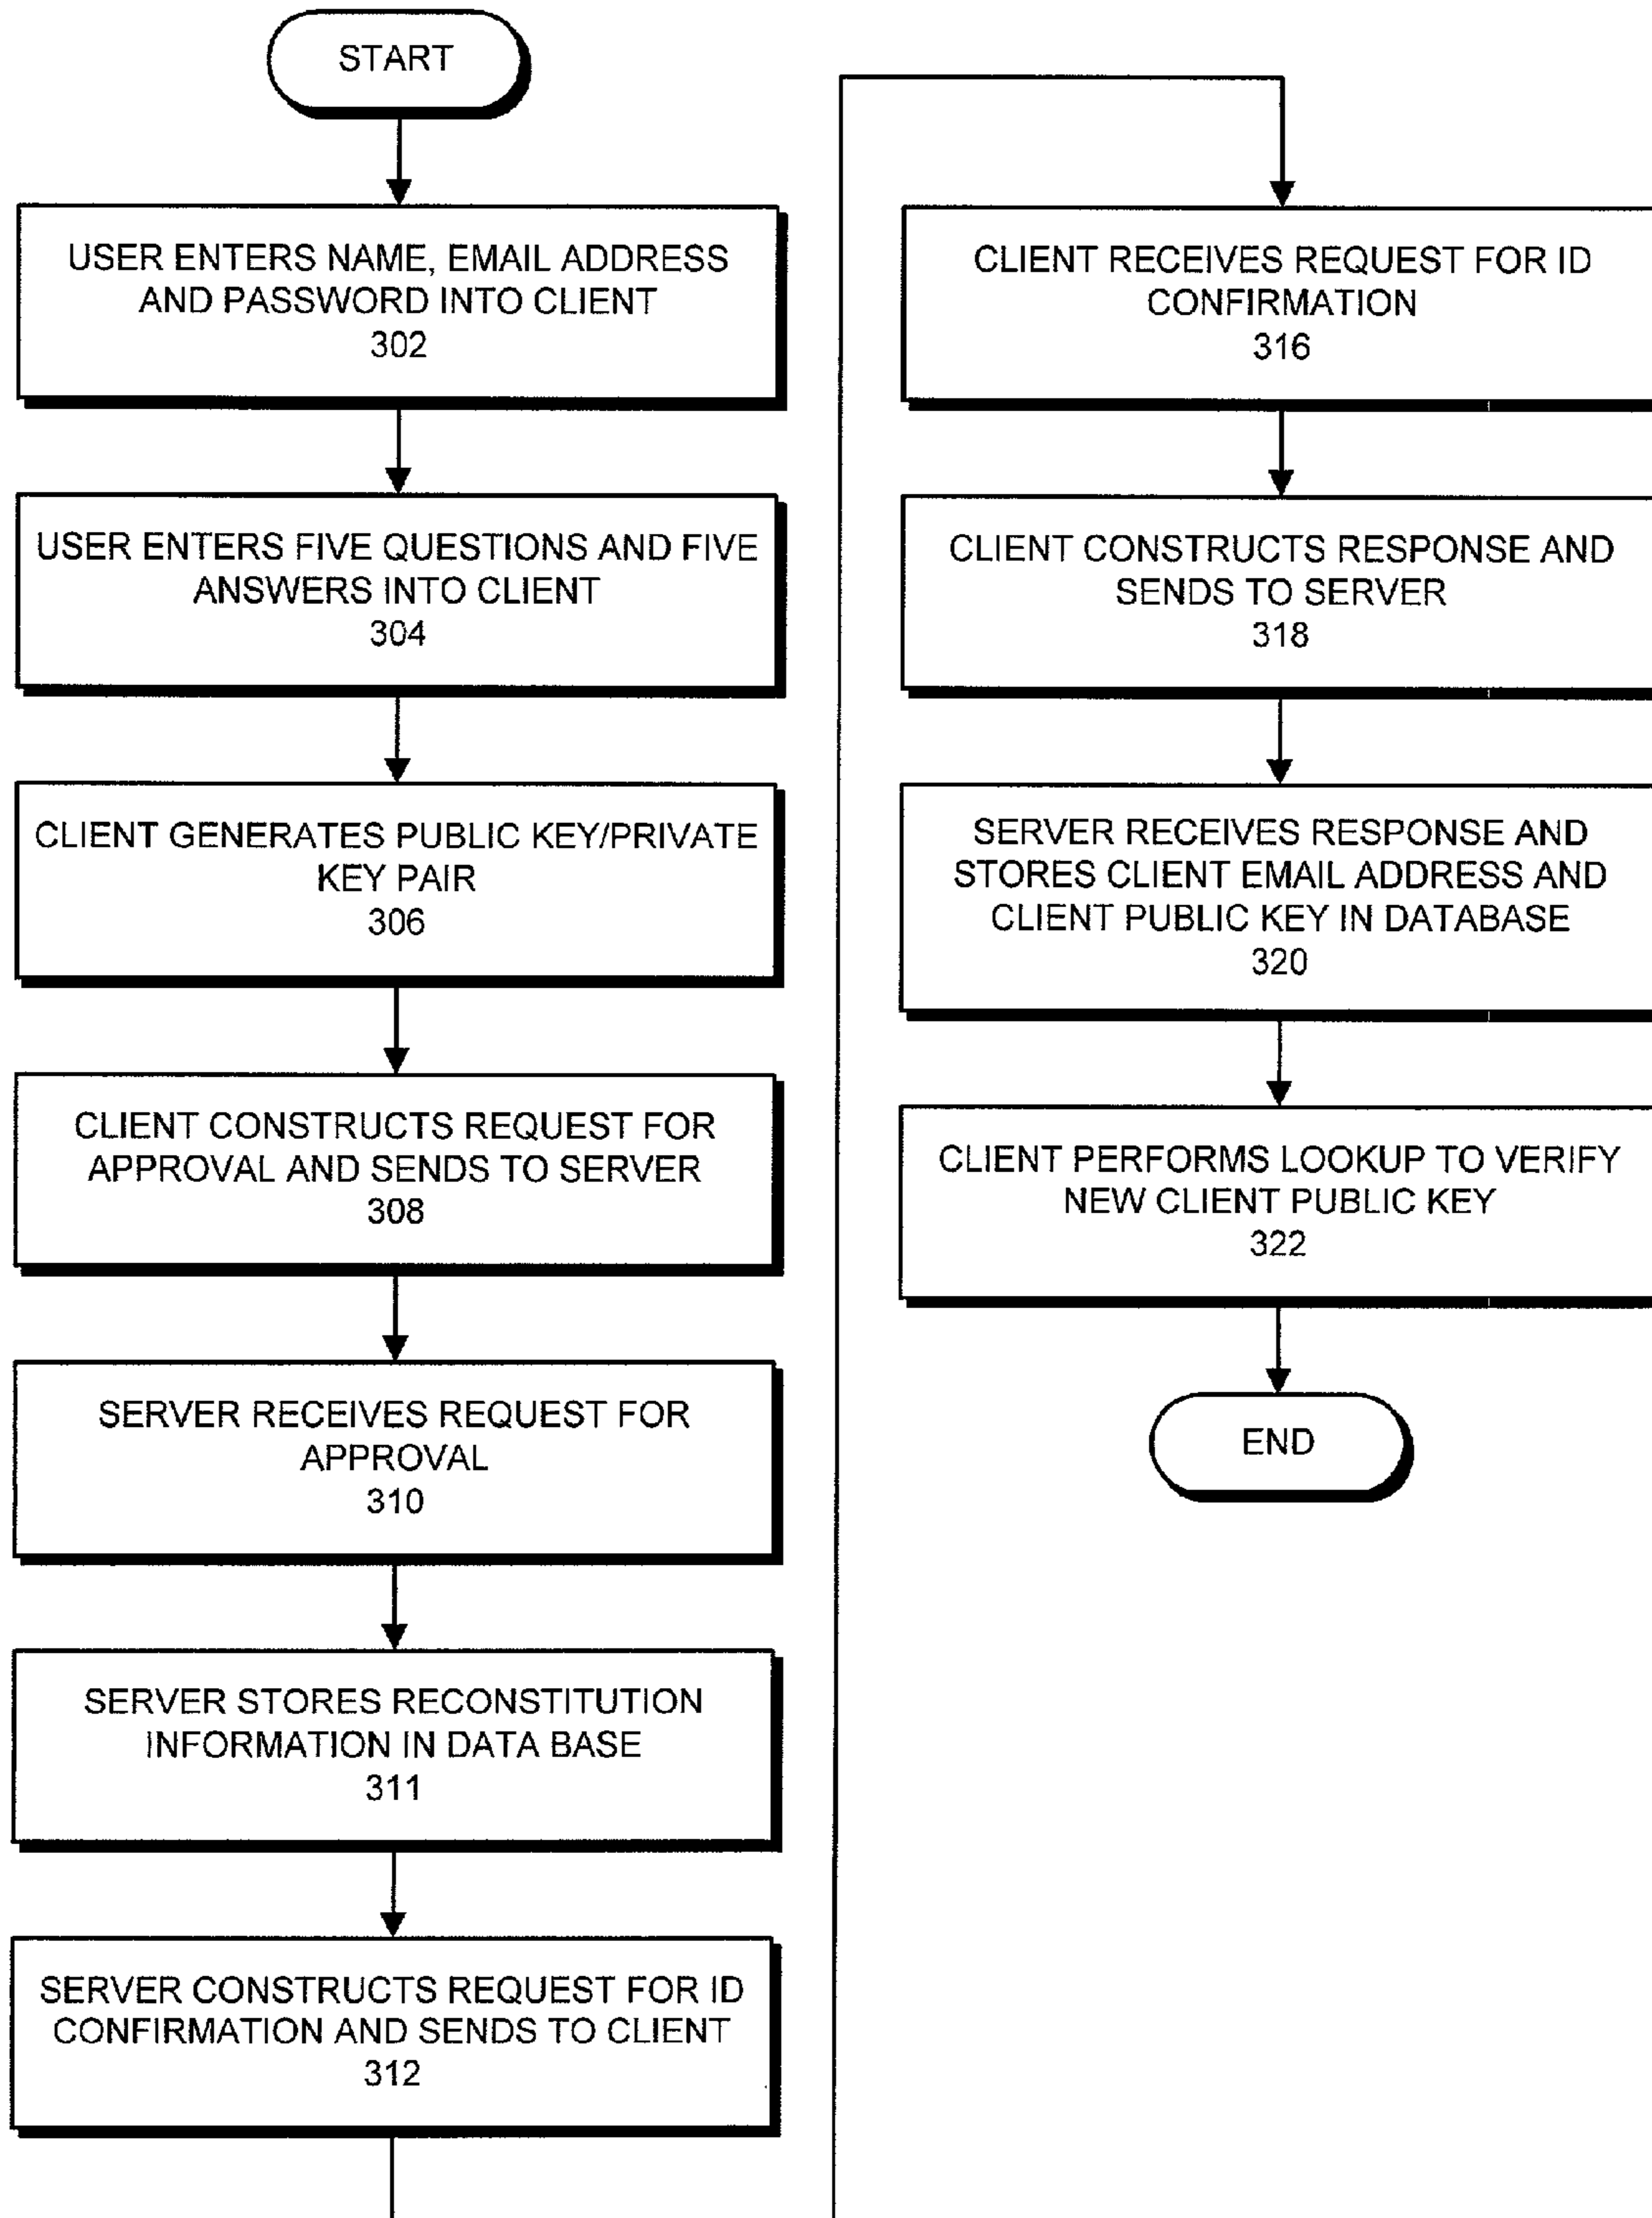 START
USER ENTERS NAME, EMAIL ADDRESS
AND PASSWORD INTO CLIENT
302
USER ENTERS FIVE QUESTIONS AND FIVE
ANSWERS INTO CLIENT
304
CLIENT GENERATES PUBLIC KEY/PRIVATE
KEY PAIR
306
CLIENT CONSTRUCTS REQUEST FOR
APPROVAL AND SENDS TO SERVER
308
SERVER RECEIVES REQUEST FOR
APPROVAL
310
SERVER STORES RECONSTITUTION
INFORMATION IN DATA BASE
311
SERVER CONSTRUCTS REQUEST FOR ID
CONFIRMATION AND SENDS TO CLIENT
312
CLIENT RECEIVES REQUEST FOR ID
CONFIRMATION
316
CLIENT CONSTRUCTS RESPONSE AND
SENDS TO SERVER
318
SERVER RECEIVES RESPONSE AND
STORES CLIENT EMAIL ADDRESS AND
CLIENT PUBLIC KEY IN DATABASE
320
CLIENT PERFORMS LOOKUP TO VERIFY
NEW CLIENT PUBLIC KEY
322
END